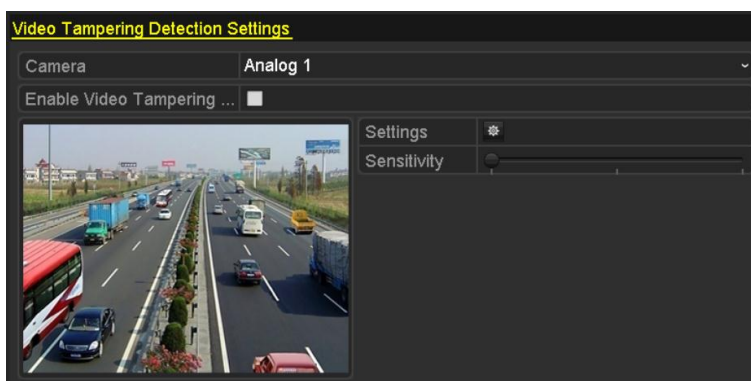 Video Tampering Detection Settings
Camera
Analog 1
Enable Video Tampering ...
Settings
Sensitivity